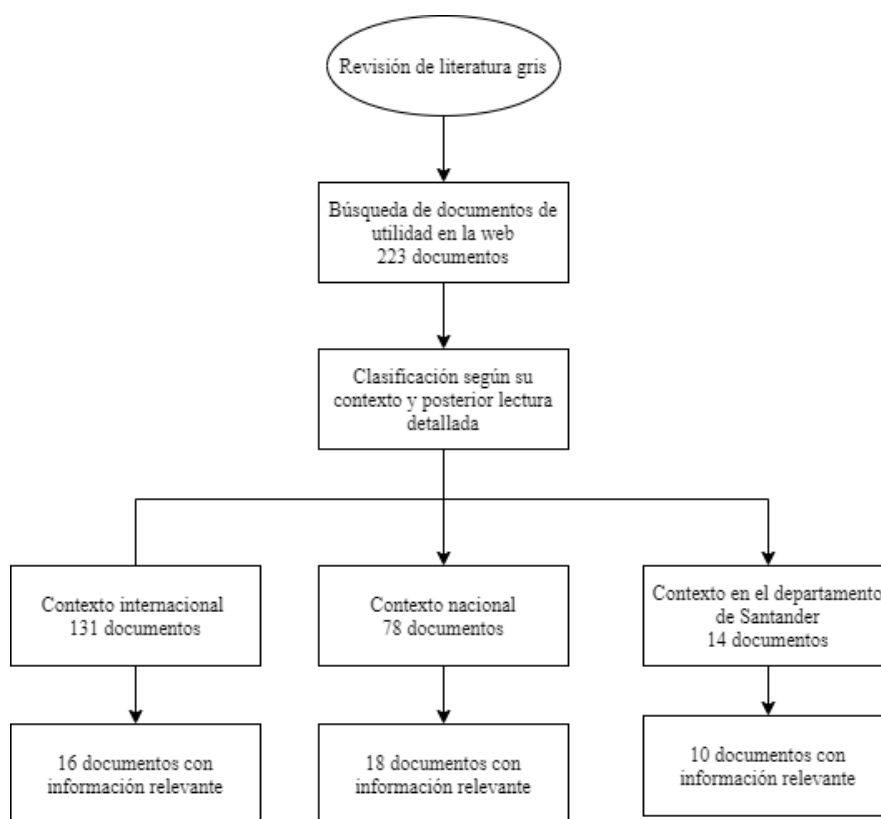 Revisión de literatura gris
Búsqueda de documentos de
utilidad en la web
223 documentos
Clasificación según su
contexto y posterior lectura
detallada
Contexto internacional
131 documentos
Contexto nacional
78 documentos
Contexto en el departamento
de Santander
14 documentos
16 documentos con
información relevante
18 documentos con
información relevante
10 documentos con
información relevante